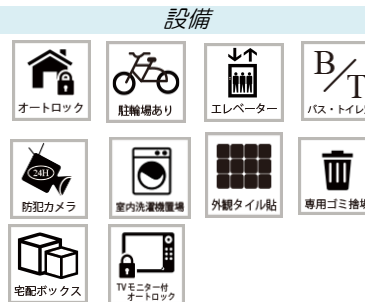 設備
オートロック
駐輪場あり
エレベーター
B/T
バス・トイレ
24H
防犯カメラ
室内洗濯機置場
外観タイル貼
専用ゴミ捨場
宅配ボックス
TVモニター付
オートロック